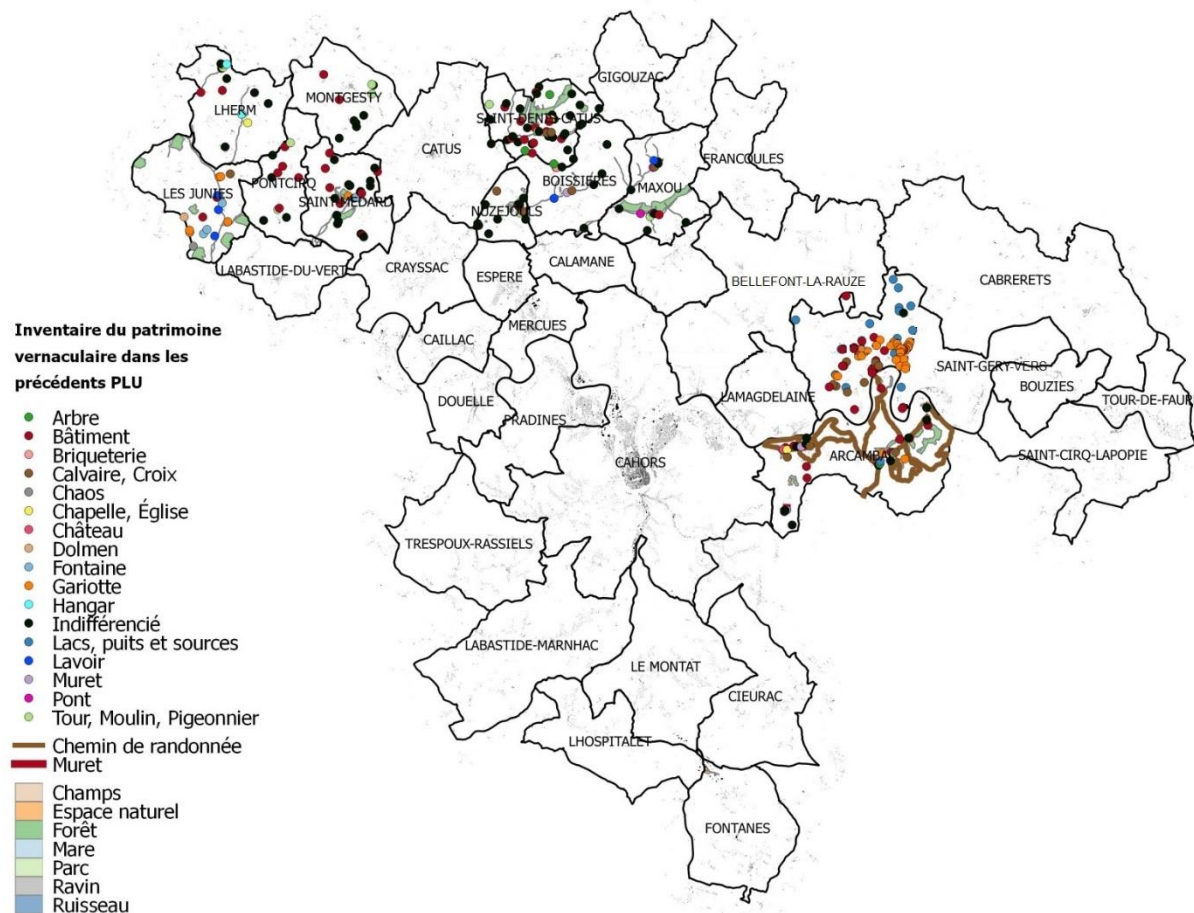 GIGOUZAC
MONTGESTY
LHERM
SAINT-DENIS-CATUS
CATUS
FRANCOULES
LES JUNIES
PONTCIRQ
SAINT-MEDARD
BOISSIERES
MAXOU
NUZEJOULS
LABASTIDE-DU-VERT
CRAYSSAC
ESPERE
CALAMANE
BELLEFONT-LA-RAUZE
CABRERETS
MERCUES
CAILLAC
Inventaire du patrimoine
vernaculaire dans les
précédents PLU
SAINT-GERY-VERS
BOUZIES
DOUELLE
LAMAGDELAINE
TOUR-DE-FAURE
PRADINES
SAINT-CIRQ-LAPOPIE
CAHORS
ARCAMBAL
TRESPOUX-RASSIELS
LABASTIDE-MARNHAC
LE MONTAT
CIEURAC
LHOSPITALET
FONTANES
Arbre
Bâtiment
Briqueterie
Calvaire, Croix
Chaos
Chapelle, Église
Château
Dolmen
Fontaine
Gariotte
Hangar
Indifférencié
Lacs, puits et sources
Lavoir
Muret
Pont
Tour, Moulin, Pigeonnier
Chemin de randonnée
Muret
Champs
Espace naturel
Forêt
Mare
Parc
Ravin
Ruisseau